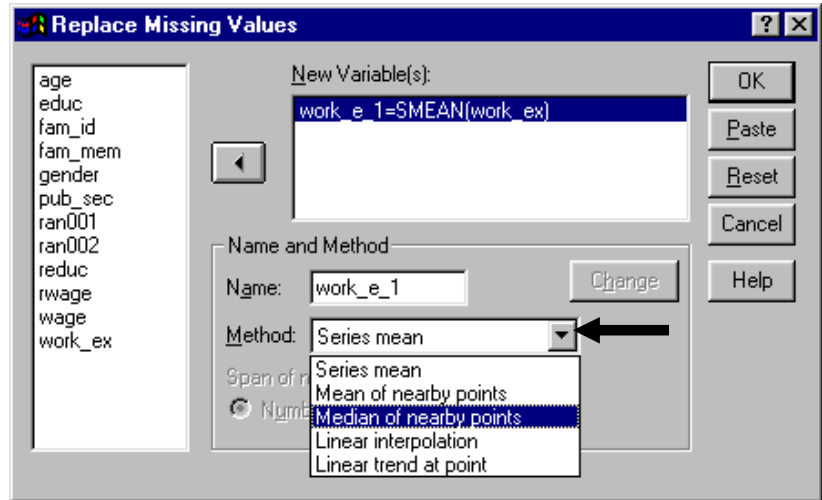 Replace Missing Values
age
educ
fam_id
fam_mem
gender
pub_sec
ran001
ran002
reduc
rwage
wage
work_ex
New Variable(s):
work_e_1=SMEAN(work_ex)
OK
Paste
Reset
Cancel
Help
Name and Method
Name: work_e_1 Change
Method: Series mean
Series mean
Mean of nearby points
Median of nearby points
Linear interpolation
Linear trend at point
Span of